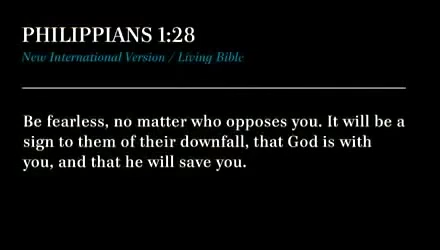 PHILIPPIANS 1:28
New International Version / Living Bible
Be fearless, no matter who opposes you. It will be a
sign to them of their downfall, that God is with
you, and that he will save you.